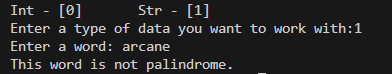 Int - [0]       Str - [1]
Enter a type of data you want to work with:1
Enter a word: arcane
This word is not palindrome.